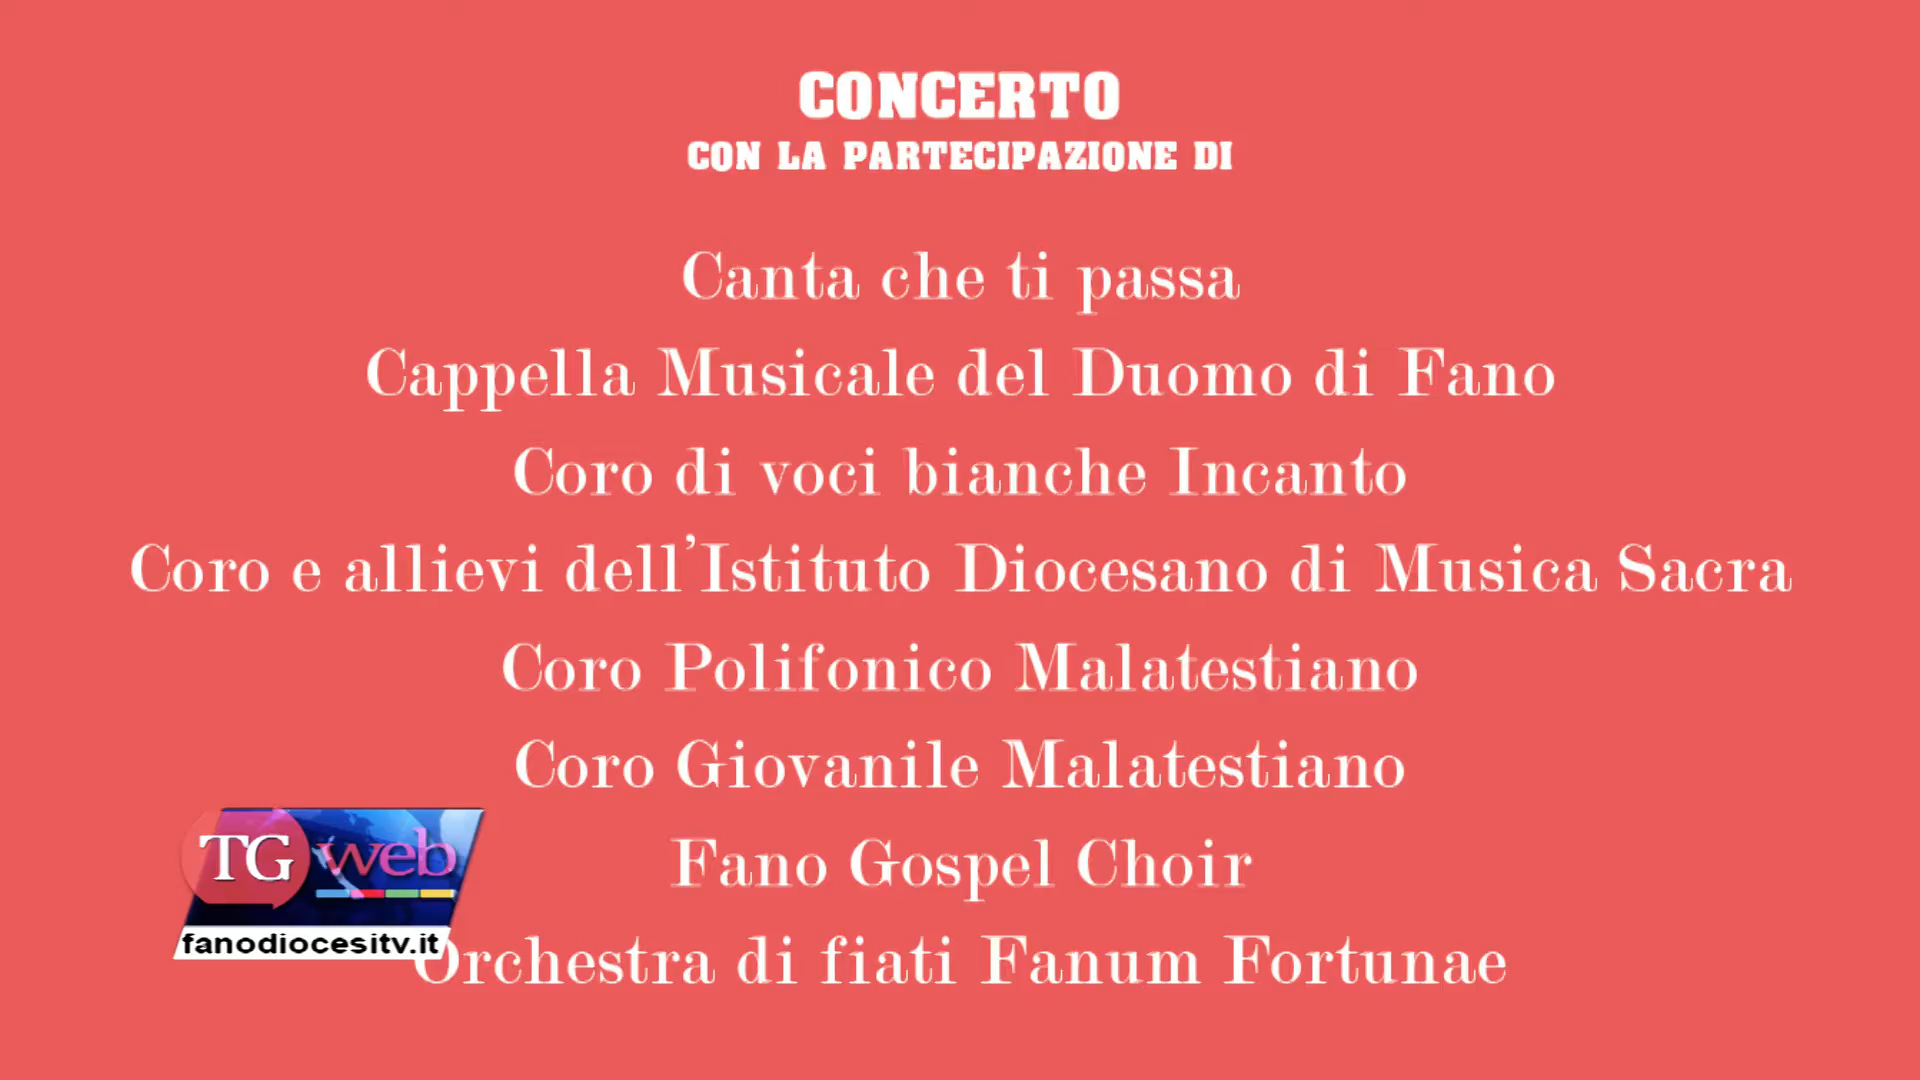 CONCERTO
CON LA PARTECIPAZIONE DI
Canta che ti passa
Cappella Musicale del Duomo di Fano
Coro di voci bianche Incanto
Coro e allievi dell’Istituto Diocesano di Musica Sacra
Coro Polifonico Malatestiano
Coro Giovanile Malatestiano
Fano Gospel Choir
Orchestra di fiati Fanum Fortunae
TG web
fanodiocesitv.it